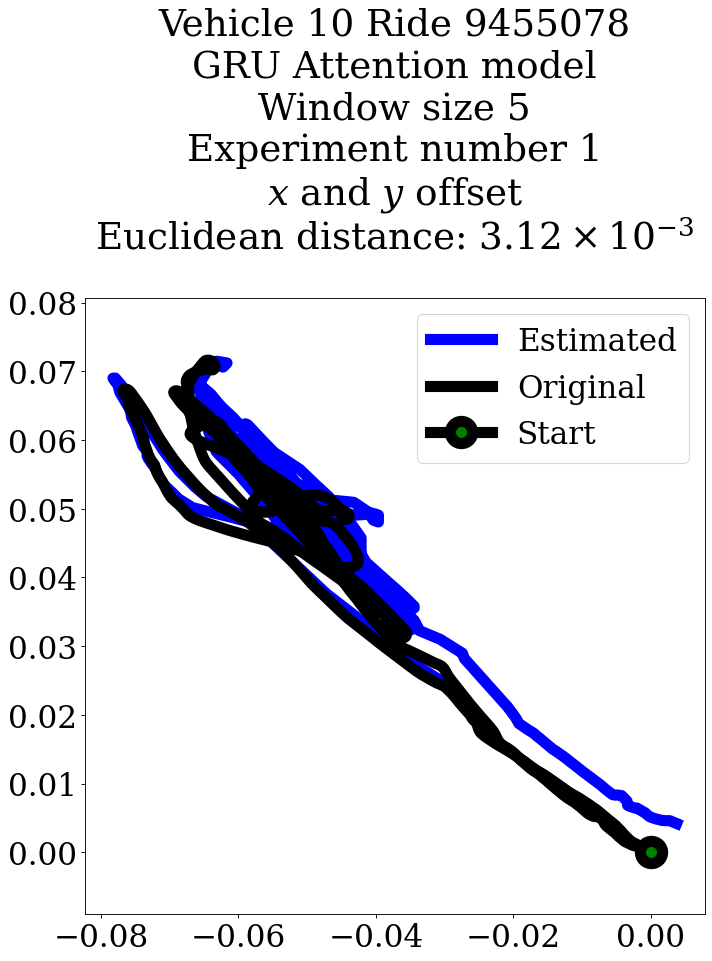 Vehicle 10 Ride 9455078
GRU Attention model
Window size 5
Experiment number 1
x and y offset
Euclidean distance: 3.12 × 10⁻³
0.08
0.07
0.06
0.05
0.04
0.03
0.02
0.01
0.00
Estimated
Original
Start
−0.08 −0.06 −0.04 −0.02 0.00